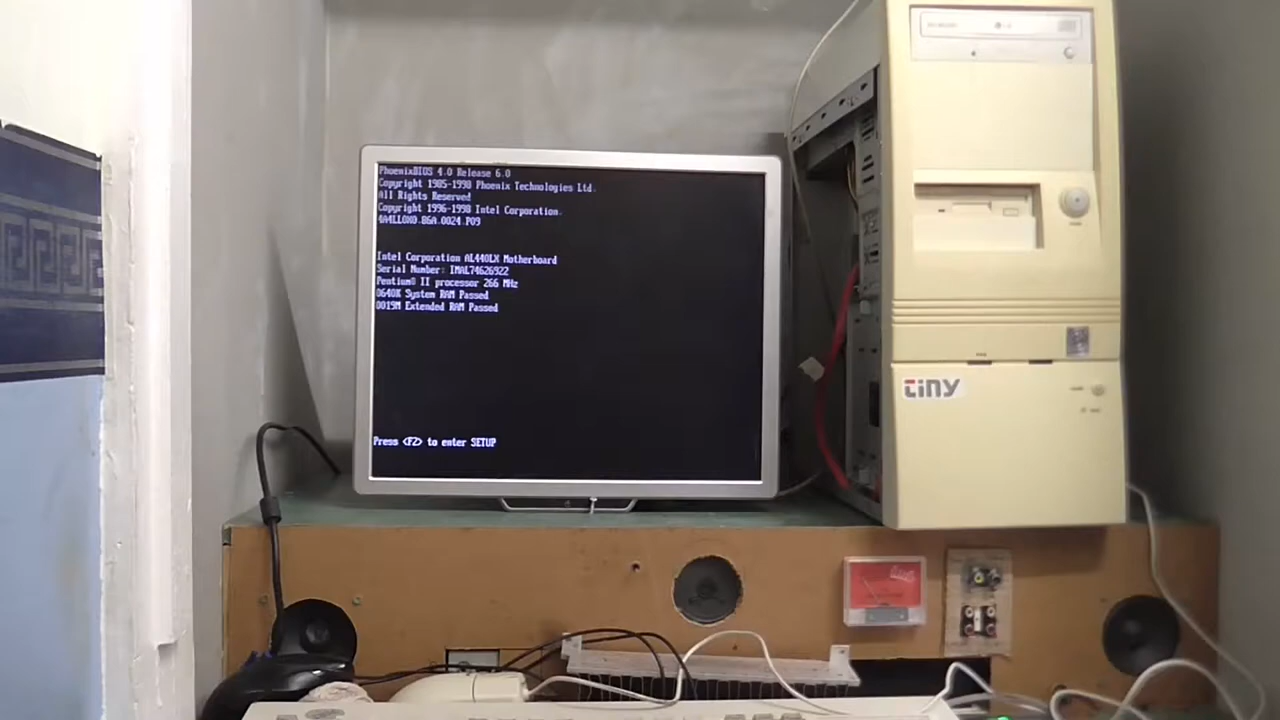 PhoenixBIOS 4.0 Release 6.0
Copyright 1985-1998 Phoenix Technologies Ltd.
All Rights Reserved
Copyright 1996-1998 Intel Corporation.
4A4LL0X0.86A.0024.P09
Intel Corporation AL440LX Motherboard
Serial Number: IMAL74626922
Pentium® II processor 266 MHz
0640K System RAM Passed
0019M Extended RAM Passed
Press <F2> to enter SETUP
tiny